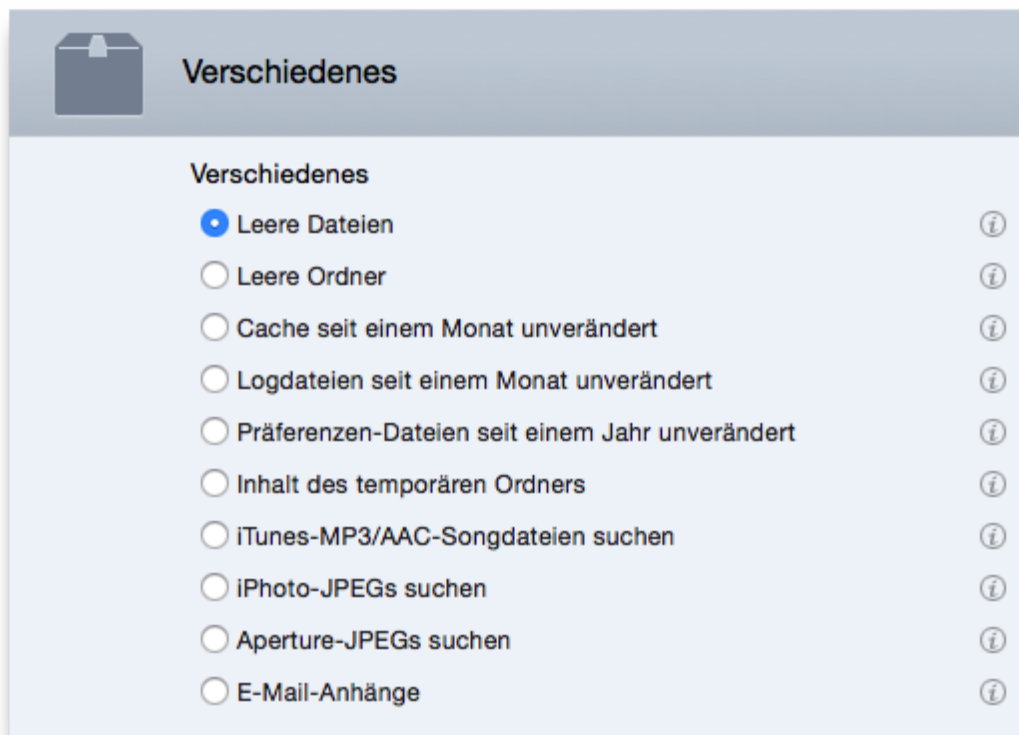 Verschiedenes
Verschiedenes
Leere Dateien
Leere Ordner
Cache seit einem Monat unverändert
Logdateien seit einem Monat unverändert
Präferenzen-Dateien seit einem Jahr unverändert
Inhalt des temporären Ordners
iTunes-MP3/AAC-Songdateien suchen
iPhoto-JPEGs suchen
Aperture-JPEGs suchen
E-Mail-Anhänge